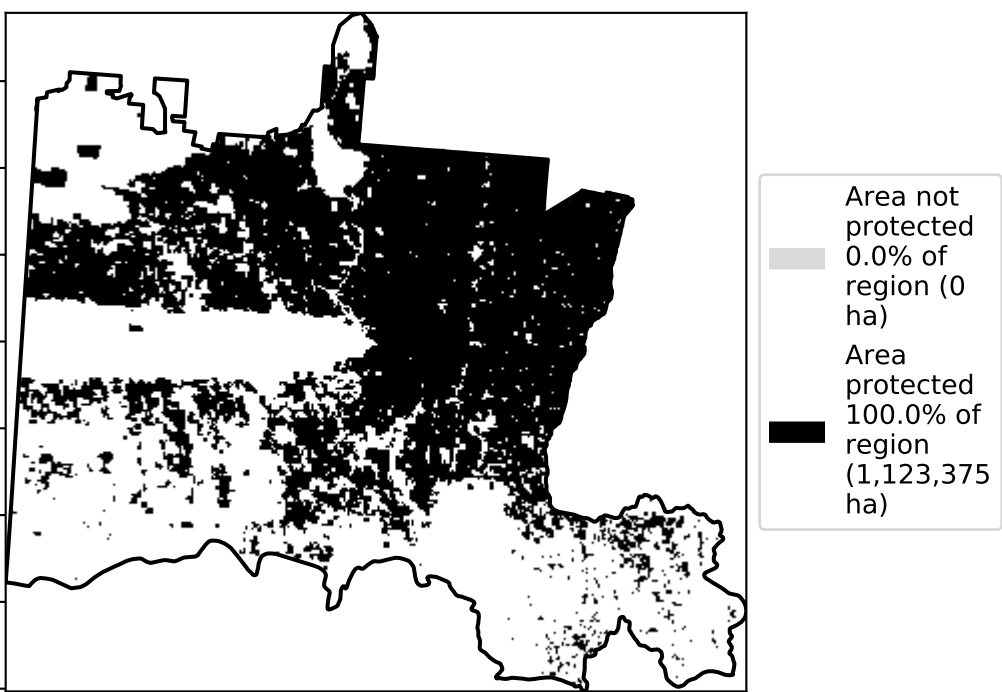 Area not
protected
0.0% of
region (0
ha)
Area
protected
100.0% of
region
(1,123,375
ha)